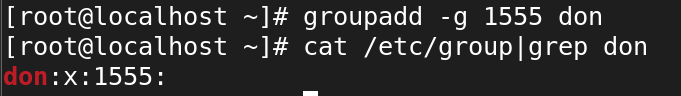 [root@localhost ~]# groupadd -g 1555 don
[root@localhost ~]# cat /etc/group|grep don
don:x:1555: